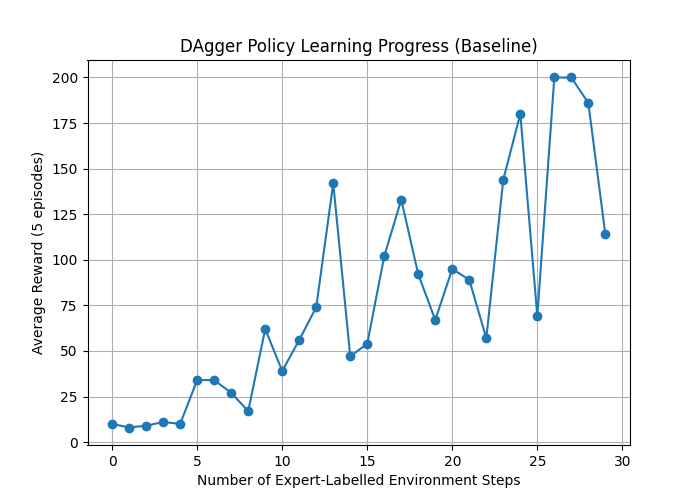 DAgger Policy Learning Progress (Baseline)
200
175
150
125
100
75
50
25
0
Average Reward (5 episodes)
0 5 10 15 20 25 30
Number of Expert-Labelled Environment Steps